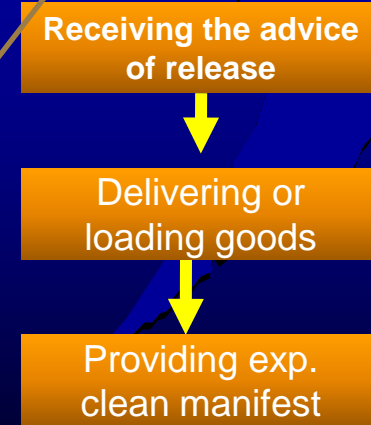 Receiving the advice
of release
Delivering or
loading goods
Providing exp.
clean manifest